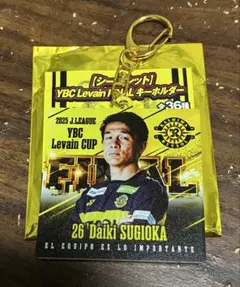 【シークレット】
YBC Levain FINAL キーホルダー
全36種
2025 J.LEAGUE
YBC
Levain CUP
FINAL
26 Daiki SUGIOKA
EL EQUIPO ES LO IMPORTANTE